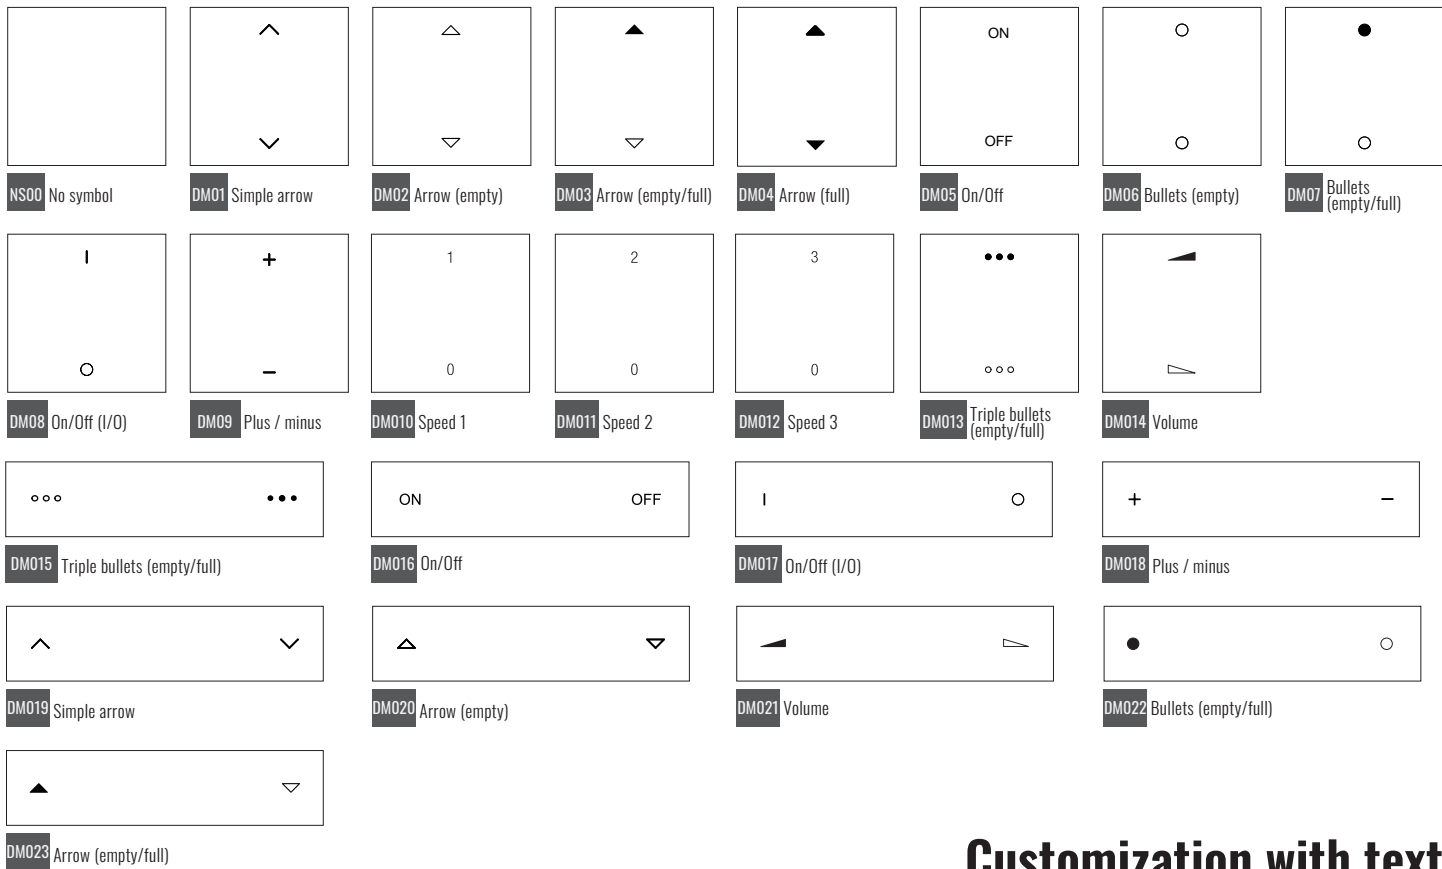 ON
OFF
NS00 No symbol
DM01 Simple arrow
DM02 Arrow (empty)
DM03 Arrow (empty/full)
DM04 Arrow (full)
DM05 On/Off
DM06 Bullets (empty)
DM07 Bullets
(empty/full)
I
O
+
−
1
0
2
0
3
0
DM08 On/Off (I/O)
DM09 Plus / minus
DM010 Speed 1
DM011 Speed 2
DM012 Speed 3
DM013 Triple bullets
(empty/full)
DM014 Volume
ON OFF
I O
+ −
DM015 Triple bullets (empty/full)
DM016 On/Off
DM017 On/Off (I/O)
DM018 Plus / minus
DM019 Simple arrow
DM020 Arrow (empty)
DM021 Volume
DM022 Bullets (empty/full)
DM023 Arrow (empty/full)
Customization with text